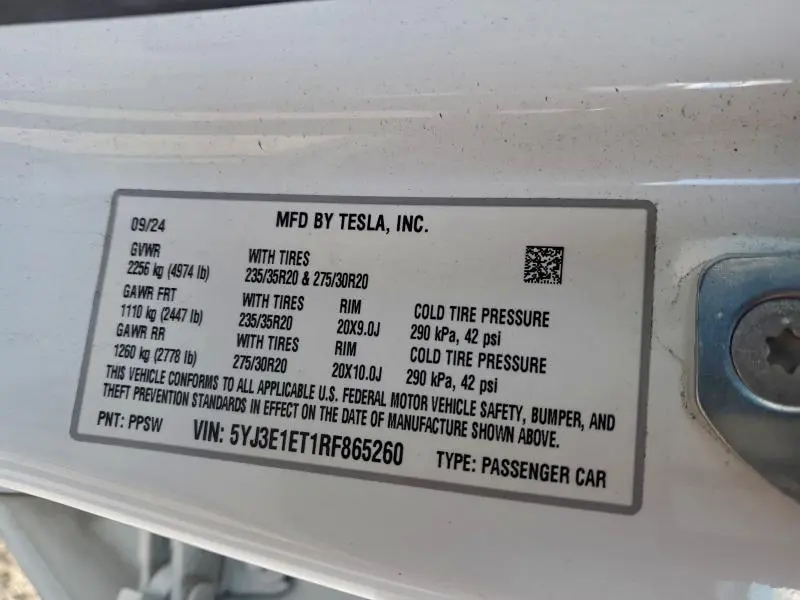 09/24 MFD BY TESLA, INC.
GVWR WITH TIRES
2256 kg (4974 lb) 235/35R20 & 275/30R20
GAWR FRT WITH TIRES RIM COLD TIRE PRESSURE
1110 kg (2447 lb) 235/35R20 20X9.0J 290 kPa, 42 psi
GAWR RR WITH TIRES RIM COLD TIRE PRESSURE
1260 kg (2778 lb) 275/30R20 20X10.0J 290 kPa, 42 psi
THIS VEHICLE CONFORMS TO ALL APPLICABLE U.S. FEDERAL MOTOR VEHICLE SAFETY, BUMPER, AND
THEFT PREVENTION STANDARDS IN EFFECT ON THE DATE OF MANUFACTURE SHOWN ABOVE.
PNT: PPSW VIN: 5YJ3E1ET1RF865260 TYPE: PASSENGER CAR